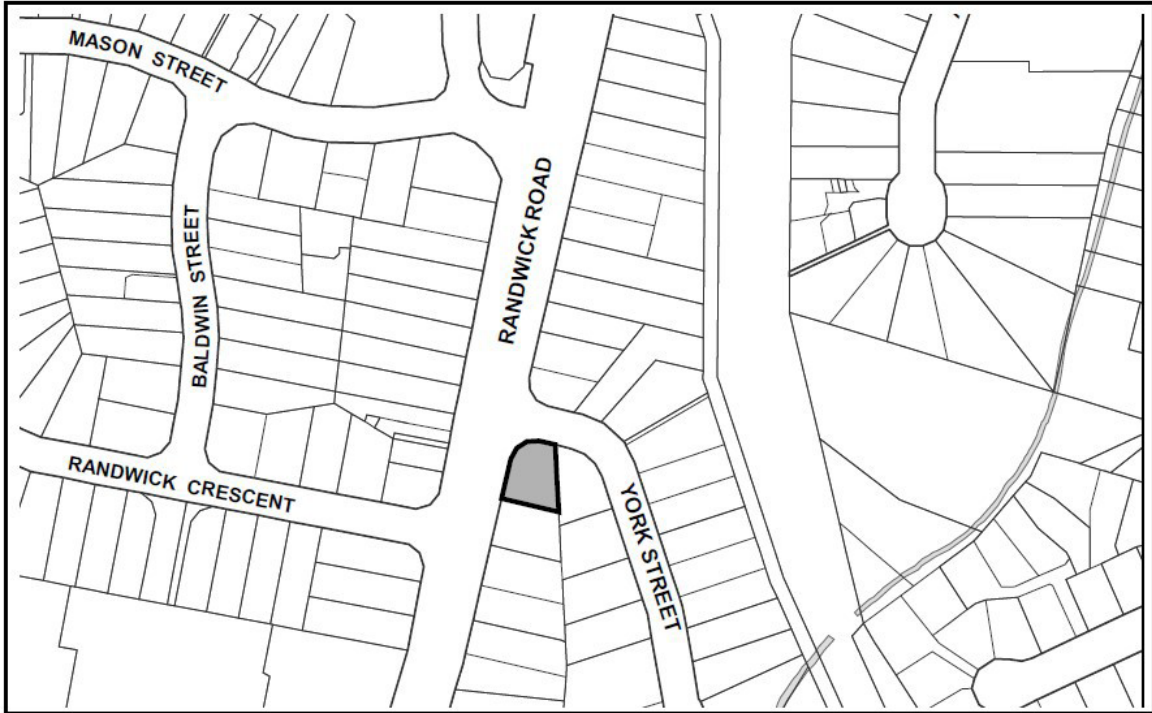 MASON STREET
RANDWICK ROAD
BALDWIN STREET
RANDWICK CRESCENT
YORK STREET